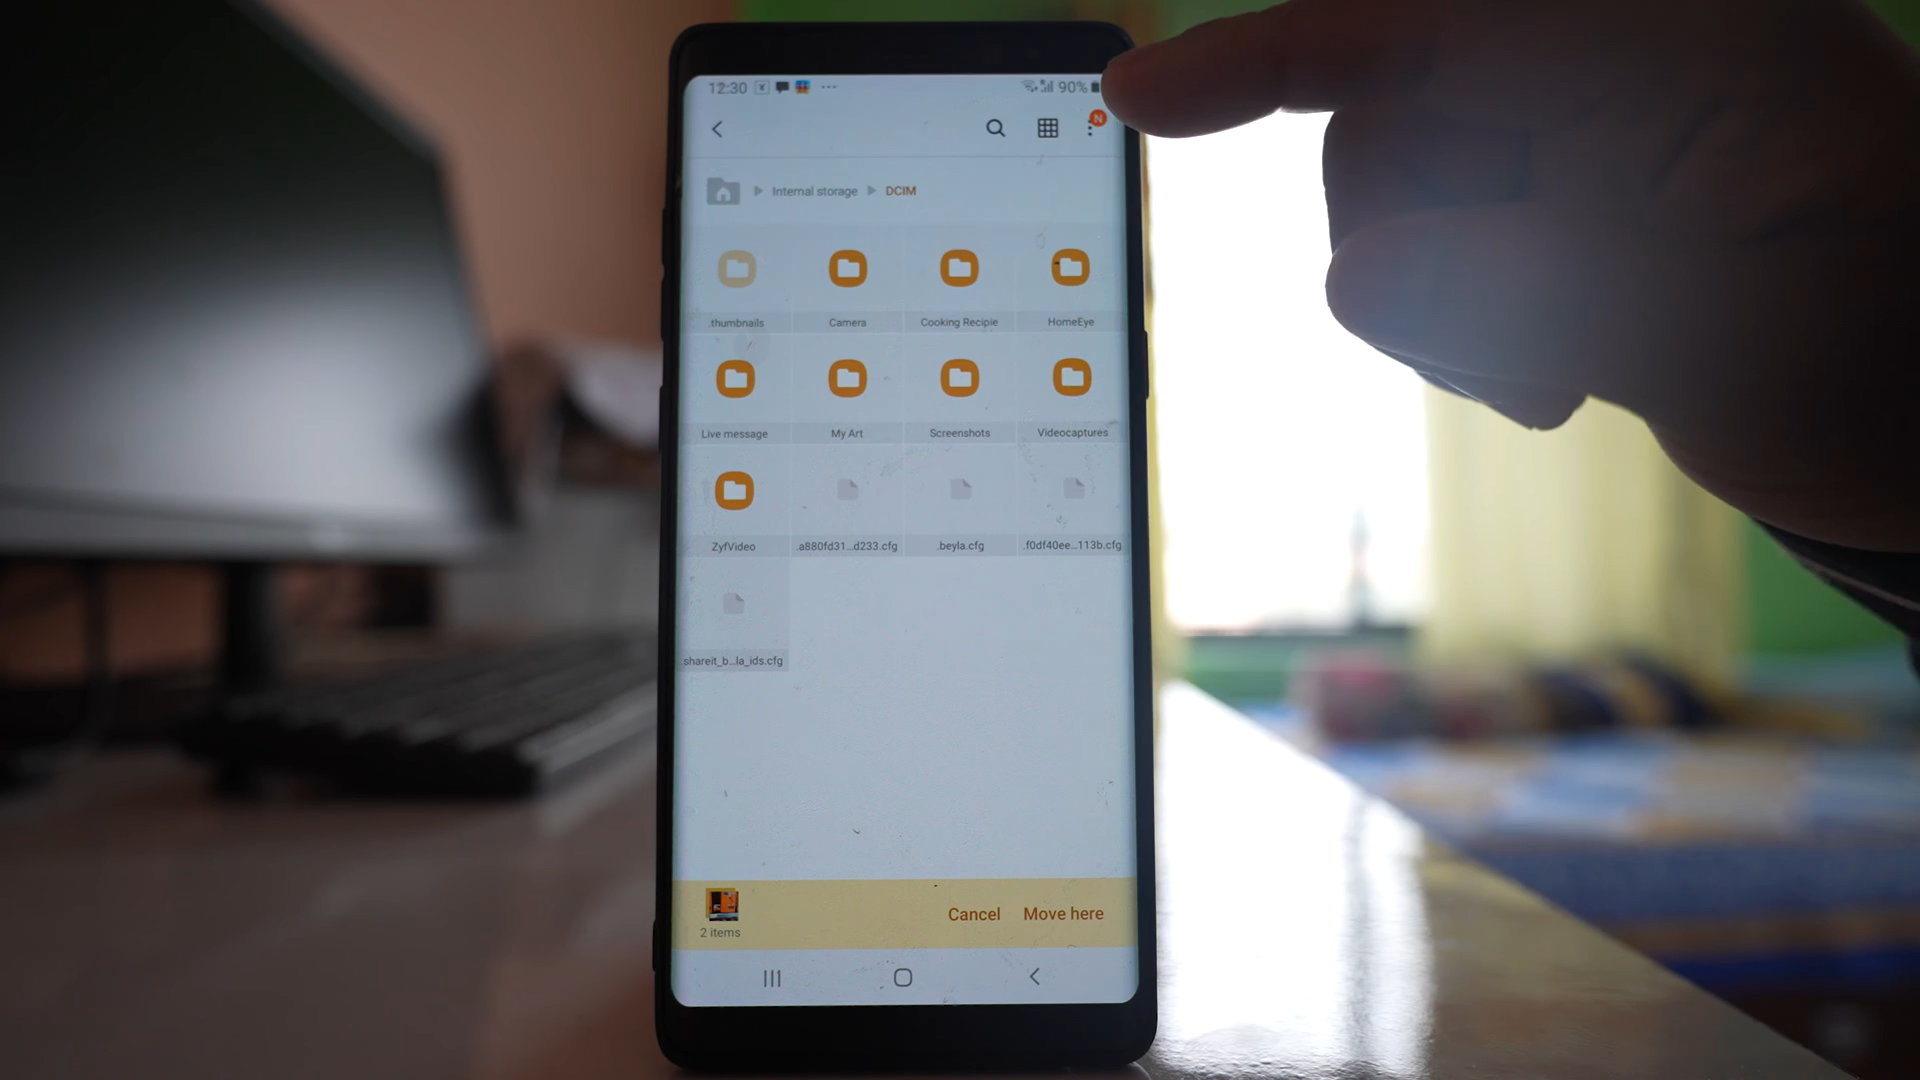 12:30 90%
N
Internal storage DCIM
.thumbnails Camera Cooking Recipie HomeEye
Live message My Art Screenshots Videocaptures
ZyfVideo .a880fd31...d233.cfg .beyla.cfg .f0df40ee...113b.cfg
.shareit_b...la_ids.cfg
2 items Cancel Move here